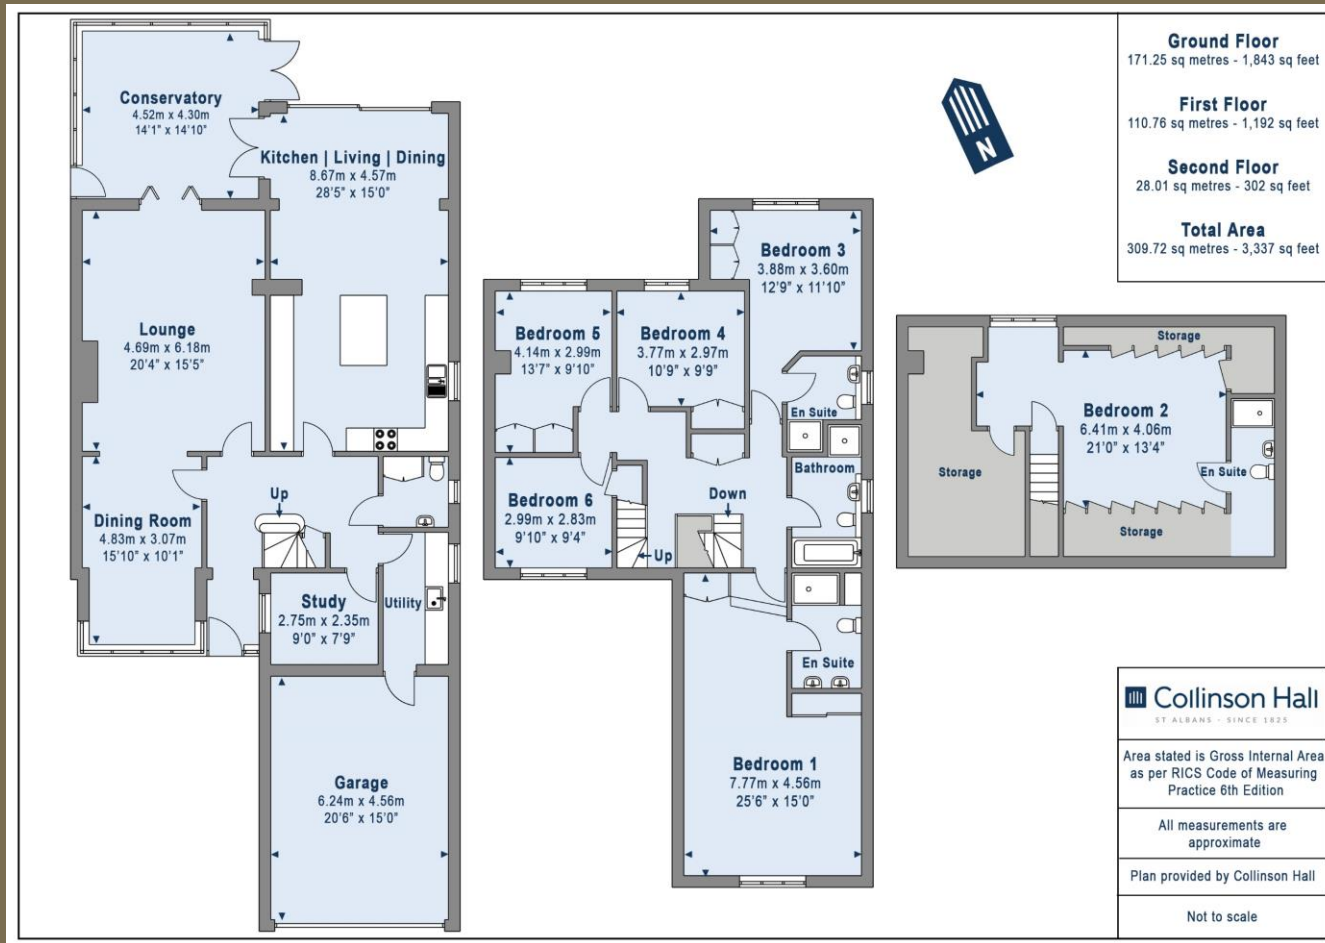 Conservatory
4.52m x 4.30m
14'1" x 14'10"
Kitchen | Living | Dining
8.67m x 4.57m
28'5" x 15'0"
Lounge
4.69m x 6.18m
20'4" x 15'5"
Up
Dining Room
4.83m x 3.07m
15'10" x 10'1"
Study
2.75m x 2.35m
9'0" x 7'9"
Utility
Garage
6.24m x 4.56m
20'6" x 15'0"
N
Bedroom 3
3.88m x 3.60m
12'9" x 11'10"
Bedroom 5
4.14m x 2.99m
13'7" x 9'10"
Bedroom 4
3.77m x 2.97m
10'9" x 9'9"
En Suite
Bathroom
Bedroom 6
2.99m x 2.83m
9'10" x 9'4"
Down
Up
En Suite
Bedroom 1
7.77m x 4.56m
25'6" x 15'0"
Storage
Bedroom 2
6.41m x 4.06m
21'0" x 13'4"
Storage
En Suite
Storage
Ground Floor
171.25 sq metres - 1,843 sq feet
First Floor
110.76 sq metres - 1,192 sq feet
Second Floor
28.01 sq metres - 302 sq feet
Total Area
309.72 sq metres - 3,337 sq feet
Collinson Hall
ST ALBANS - SINCE 1825
Area stated is Gross Internal Area
as per RICS Code of Measuring
Practice 6th Edition
All measurements are
approximate
Plan provided by Collinson Hall
Not to scale